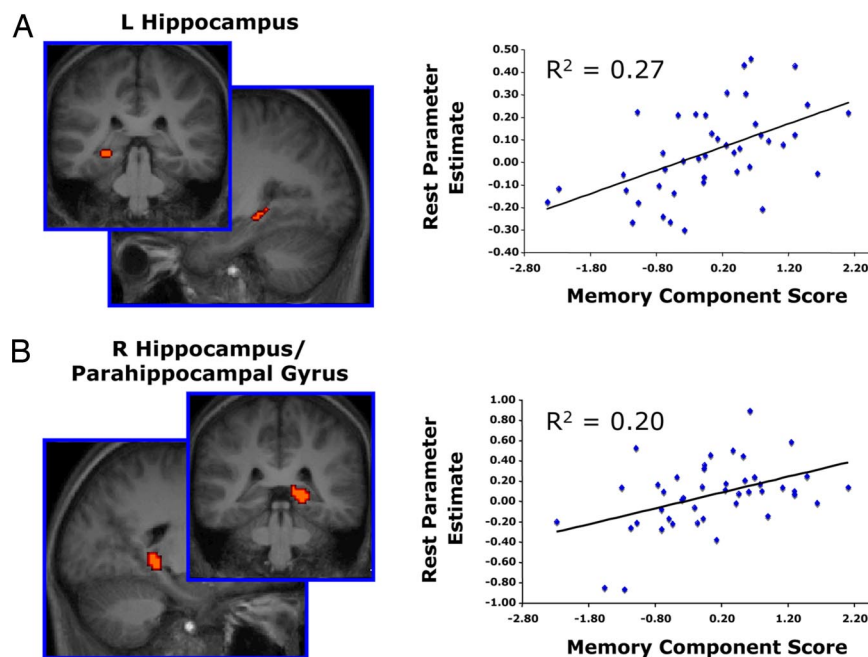 A
L Hippocampus
R² = 0.27
Rest Parameter
Estimate
0.50
0.40
0.30
0.20
0.10
0.00
-0.10
-0.20
-0.30
-0.40
-2.80 -1.80 -0.80 0.20 1.20 2.20
Memory Component Score
B
R Hippocampus/
Parahippocampal Gyrus
R² = 0.20
Rest Parameter
Estimate
1.00
0.80
0.60
0.40
0.20
0.00
-0.20
-0.40
-0.60
-0.80
-1.00
-2.80 -1.80 -0.80 0.20 1.20 2.20
Memory Component Score